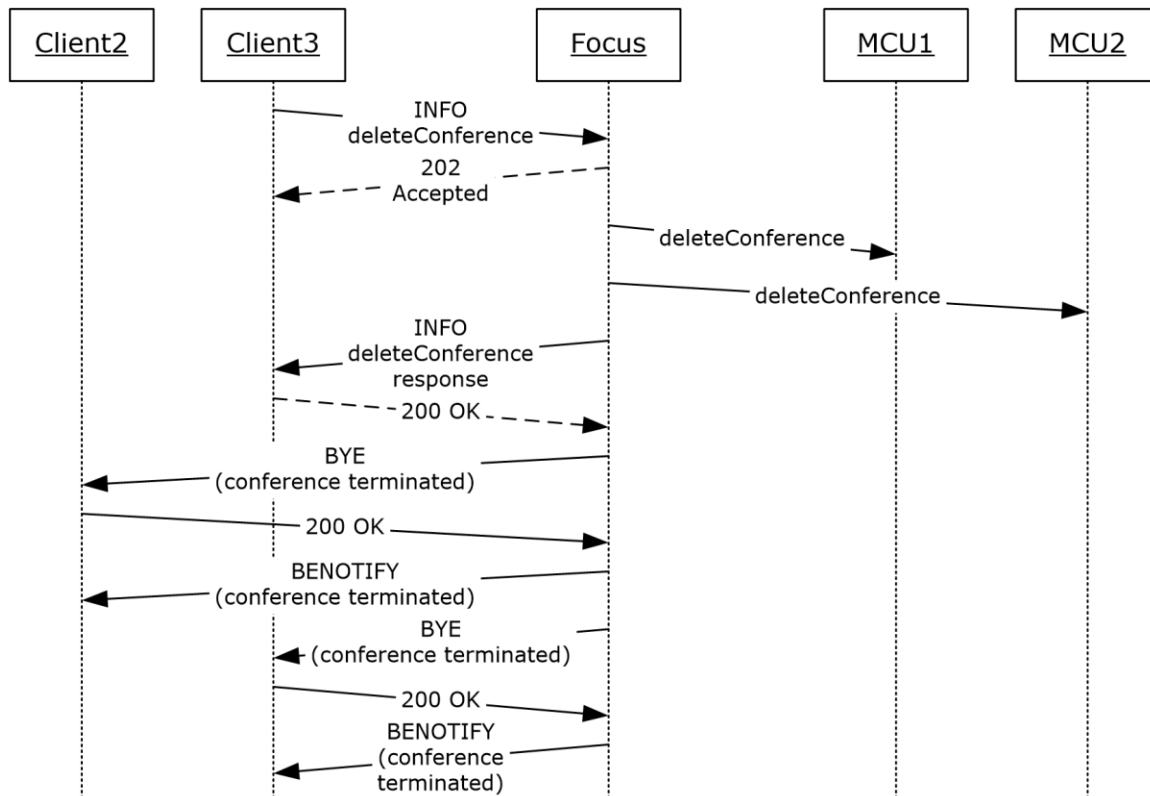 Client2
Client3
Focus
MCU1
MCU2
INFO
deleteConference
202
Accepted
deleteConference
deleteConference
INFO
deleteConference
response
200 OK
BYE
(conference terminated)
200 OK
BENOTIFY
(conference terminated)
BYE
(conference terminated)
200 OK
BENOTIFY
(conference
terminated)